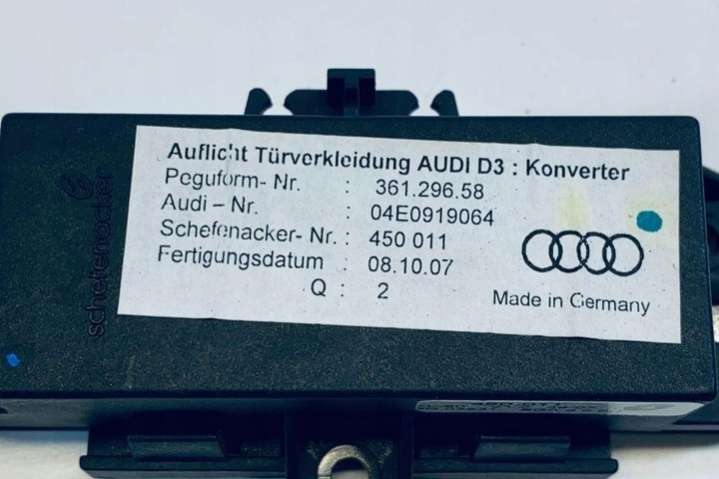 schefenacker
Auflicht Türverkleidung AUDI D3 : Konverter
Peguform- Nr. : 361.296.58
Audi – Nr. : 04E0919064
Schefenacker- Nr. : 450 011
Fertigungsdatum : 08.10.07
Q : 2
Made in Germany